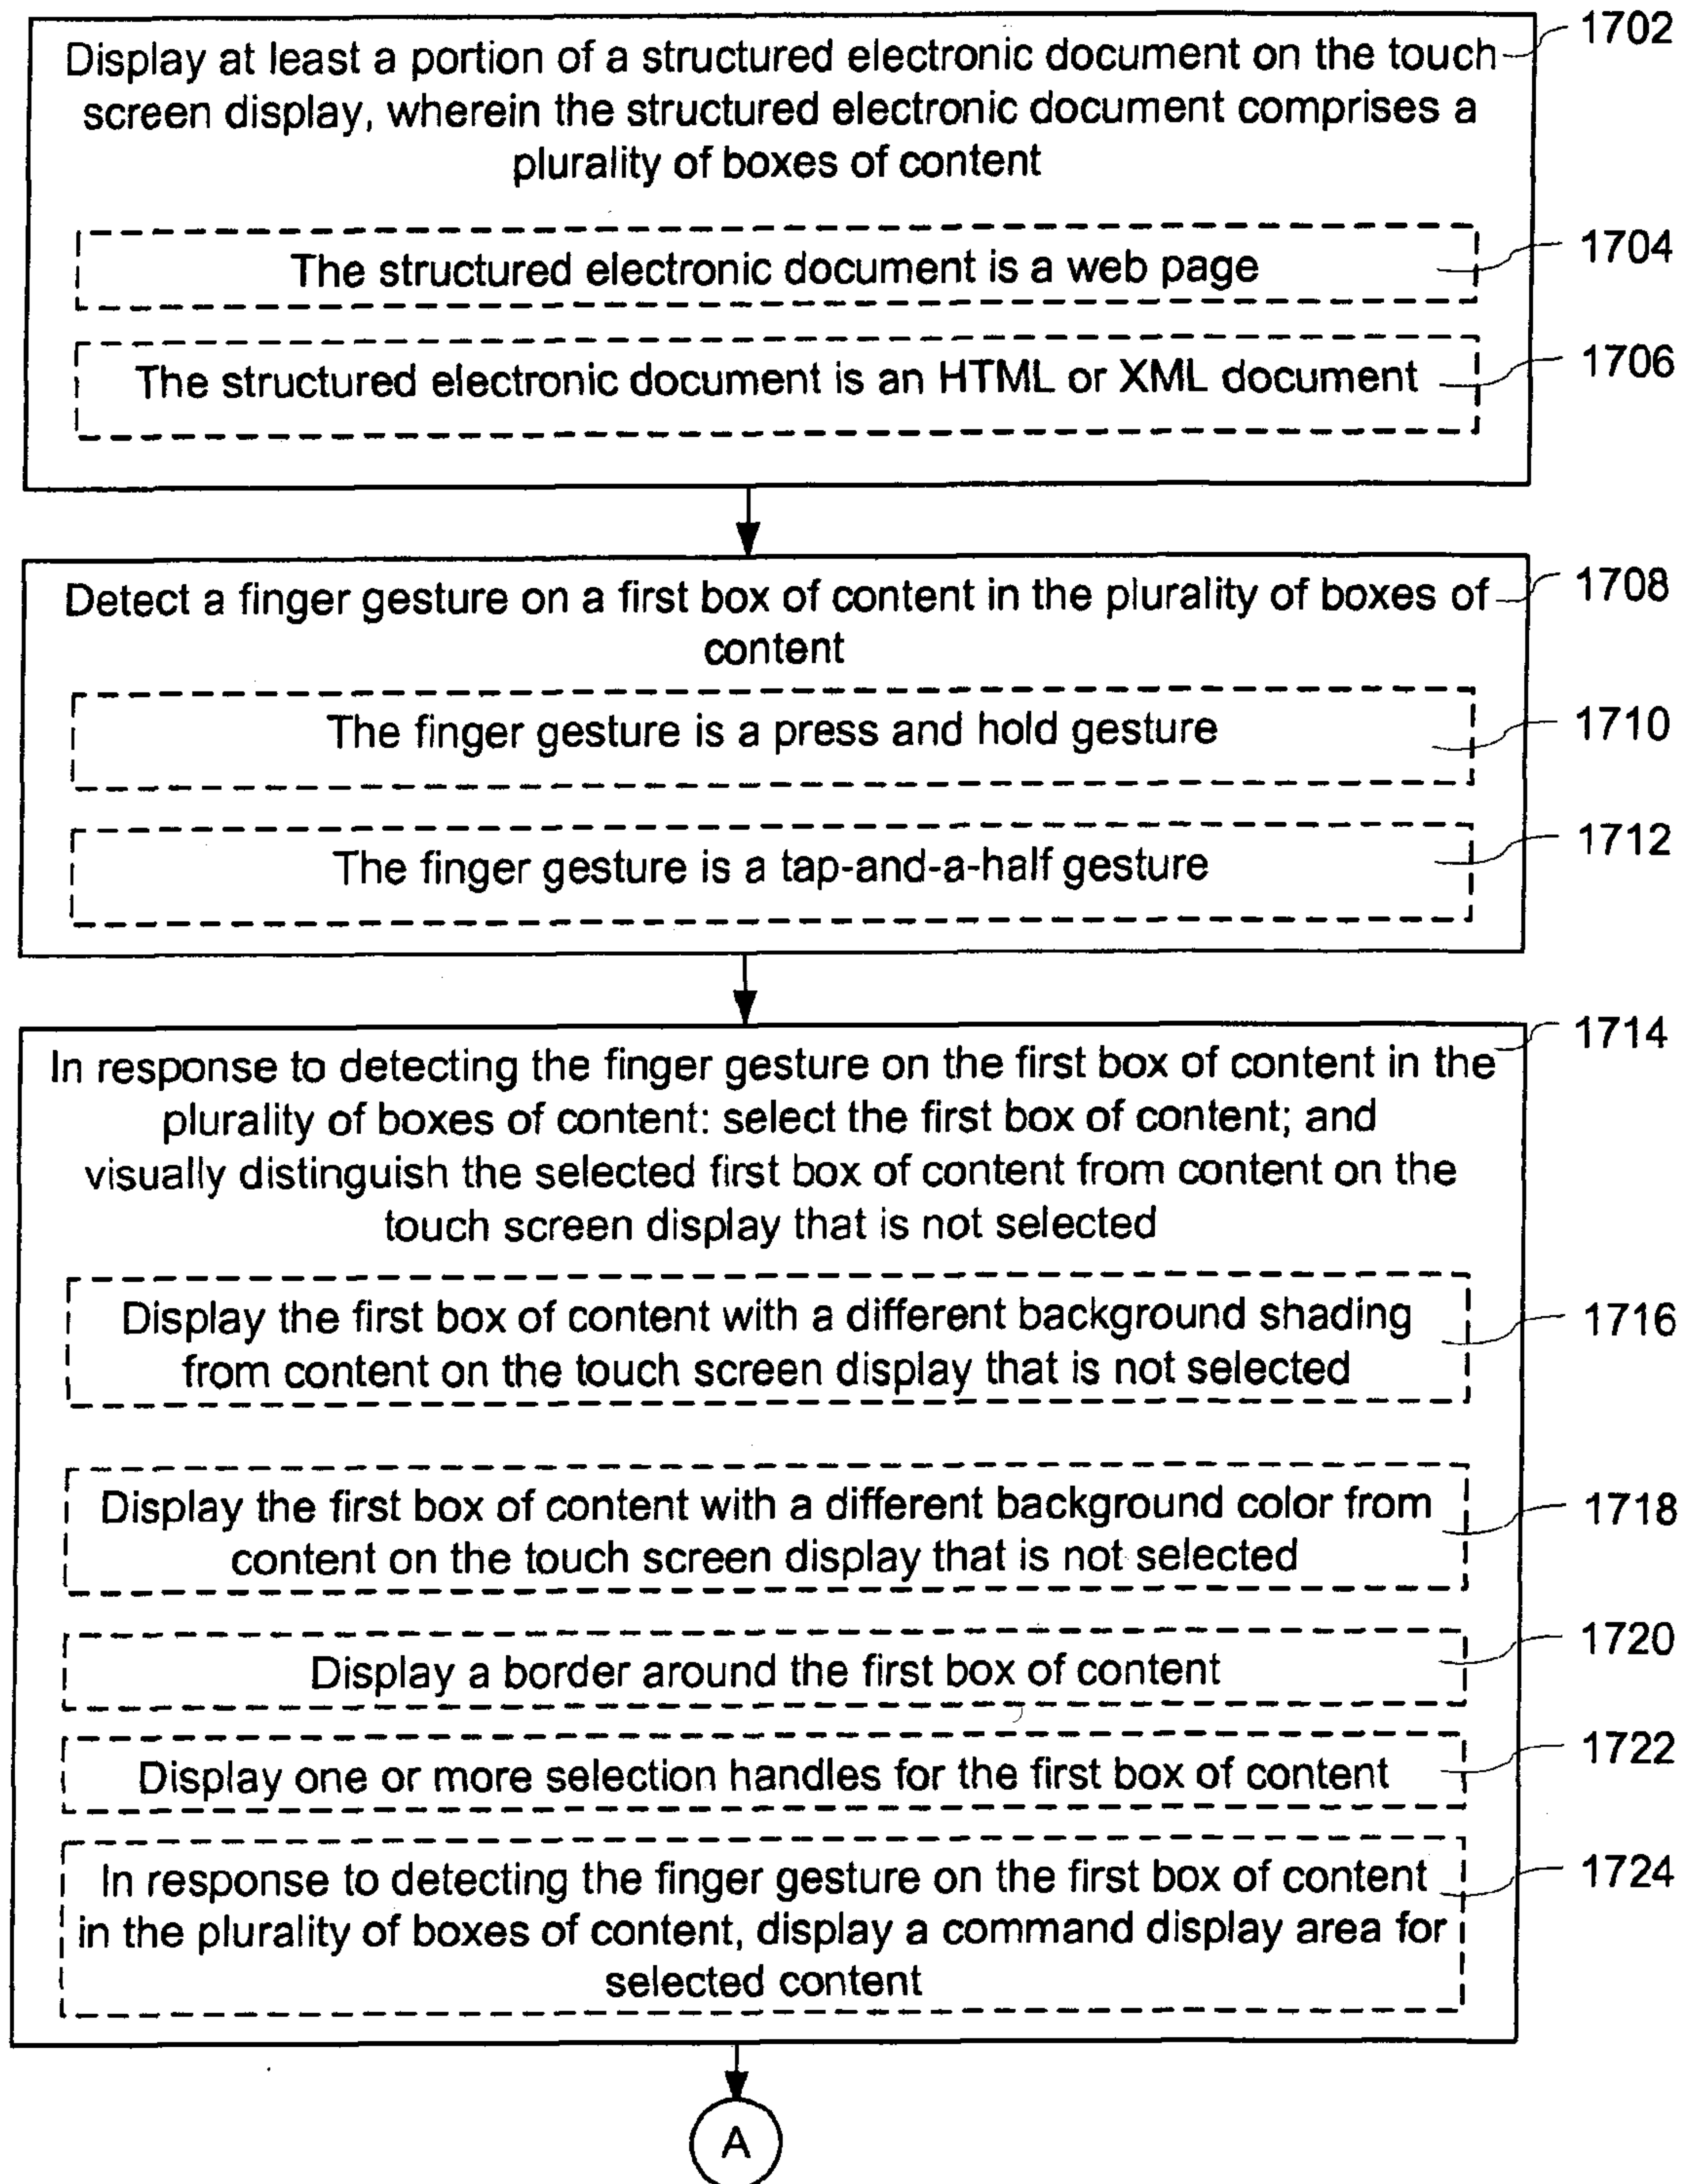 1702
Display at least a portion of a structured electronic document on the touch
screen display, wherein the structured electronic document comprises a
plurality of boxes of content
1704
The structured electronic document is a web page
1706
The structured electronic document is an HTML or XML document
1708
Detect a finger gesture on a first box of content in the plurality of boxes of
content
1710
The finger gesture is a press and hold gesture
1712
The finger gesture is a tap-and-a-half gesture
1714
In response to detecting the finger gesture on the first box of content in the
plurality of boxes of content: select the first box of content; and
visually distinguish the selected first box of content from content on the
touch screen display that is not selected
1716
Display the first box of content with a different background shading
from content on the touch screen display that is not selected
1718
Display the first box of content with a different background color from
content on the touch screen display that is not selected
1720
Display a border around the first box of content
1722
Display one or more selection handles for the first box of content
1724
In response to detecting the finger gesture on the first box of content
in the plurality of boxes of content, display a command display area for
selected content
A